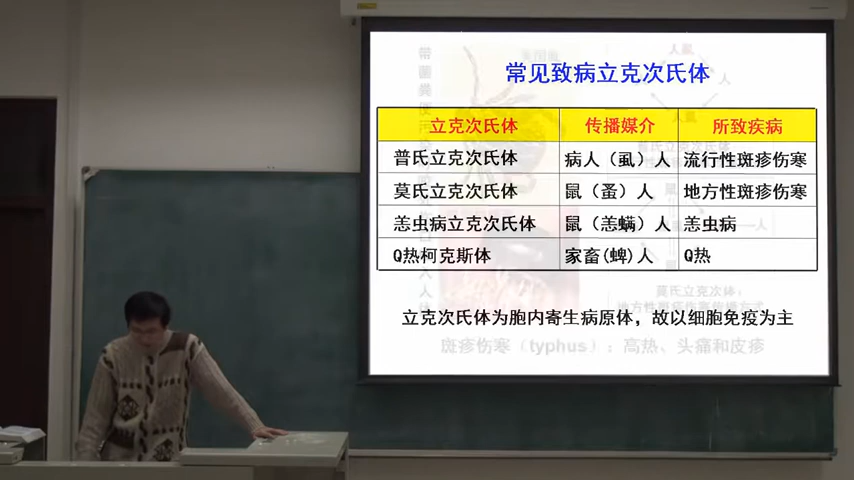 常见致病立克次氏体
立克次氏体 传播媒介 所致疾病
普氏立克次氏体 病人（虱）人 流行性斑疹伤寒
莫氏立克次氏体 鼠（蚤）人 地方性斑疹伤寒
恙虫病立克次氏体 鼠（恙螨）人 恙虫病
Q热柯克斯体 家畜(蜱)人 Q热
立克次氏体为胞内寄生病原体，故以细胞免疫为主
斑疹伤寒（typhus）：高热、头痛和皮疹